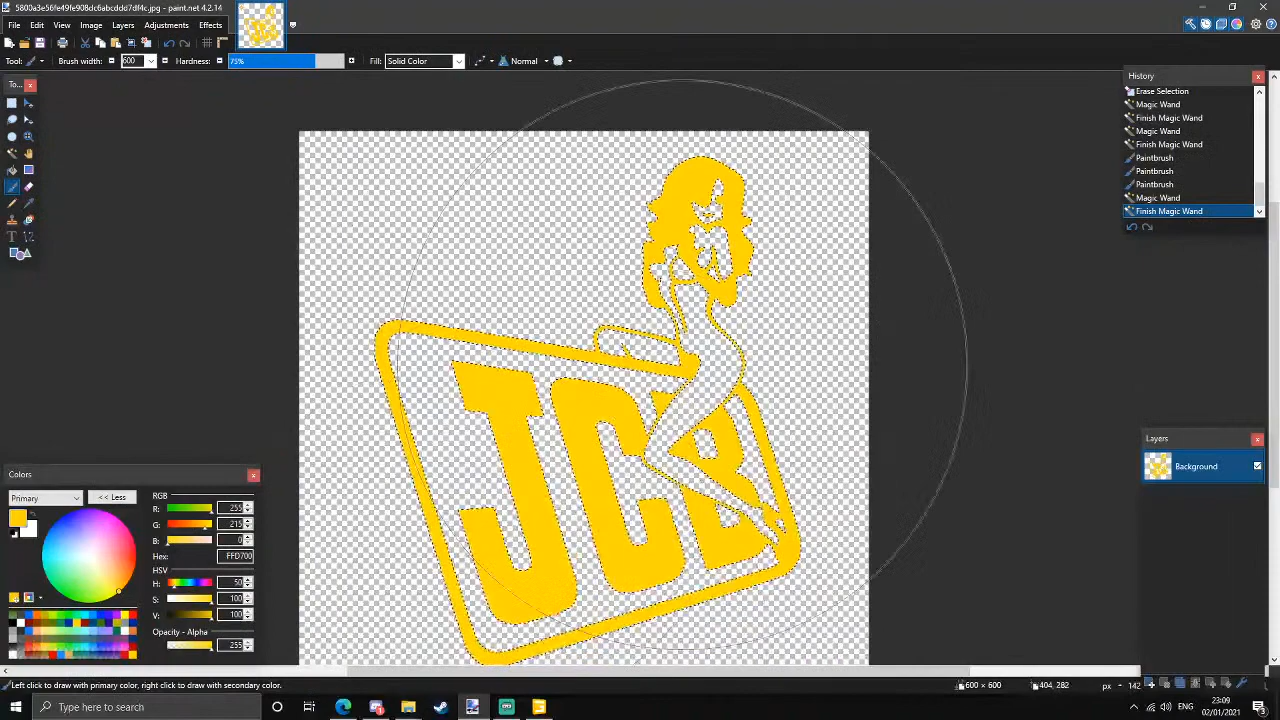 5800a3e56fe49fe908dc6abcddd7df4c.jpg - paint.net 4.2.14
File Edit View Image Layers Adjustments Effects
Tool: Brush width: 600 Hardness: 75% Fill: Solid Color Normal
To...
History
Erase Selection
Magic Wand
Finish Magic Wand
Magic Wand
Finish Magic Wand
Paintbrush
Paintbrush
Paintbrush
Magic Wand
Finish Magic Wand
JCB
Layers
Background
Colors
Primary << Less
RGB
R: 255
G: 215
B: 0
Hex: FFD700
HSV
H: 50
S: 100
V: 100
Opacity - Alpha
255
Left click to draw with primary color, right click to draw with secondary color. 600 × 600 404, 282 px 142
Type here to search
ENG 23:09
02/01/2021